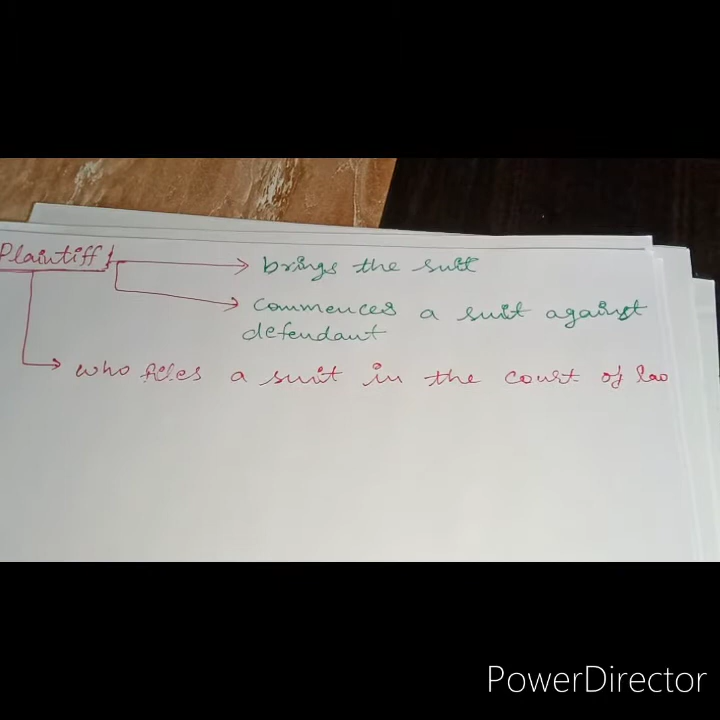 Plaintiff
brings the suit
commences a suit against
defendant
who files a suit in the court of law
PowerDirector